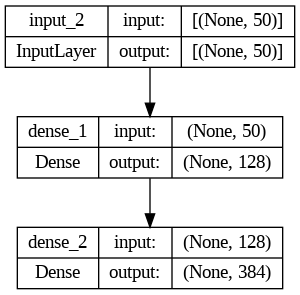 input_2 input: [(None, 50)]
InputLayer output: [(None, 50)]
dense_1 input: (None, 50)
Dense output: (None, 128)
dense_2 input: (None, 128)
Dense output: (None, 384)